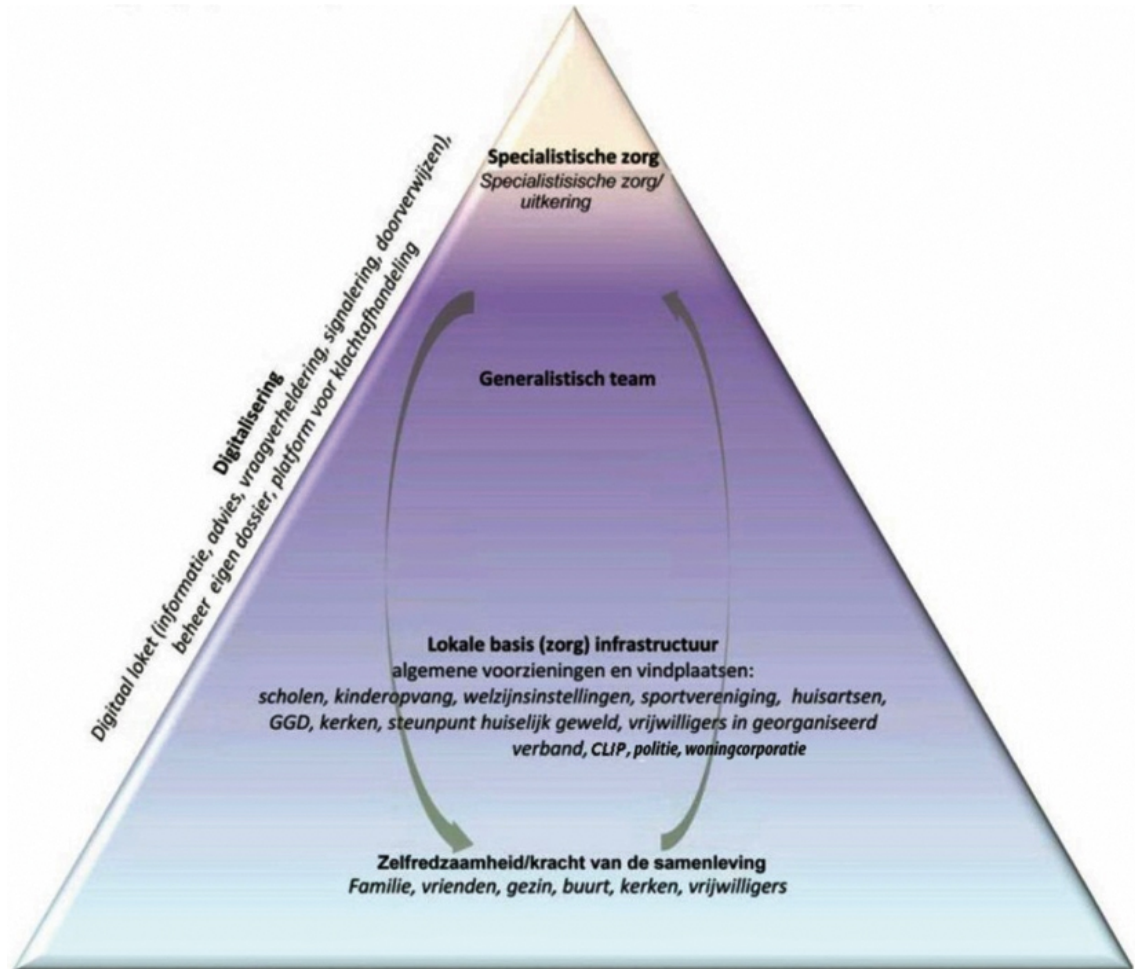 Specialistische zorg
Specialistisische zorg/
uitkering
Generalistisch team
Digitalisering
Digitaal loket (informatie, advies, vraagverheldering, signalering, doorverwijzen),
beheer eigen dossier, platform voor klachtafhandeling
Lokale basis (zorg) infrastructuur
algemene voorzieningen en vindplaatsen:
scholen, kinderopvang, welzijnsinstellingen, sportvereniging, huisartsen,
GGD, kerken, steunpunt huiselijk geweld, vrijwilligers in georganiseerd
verband, CLIP, politie, woningcorporatie
Zelfredzaamheid/kracht van de samenleving
Familie, vrienden, gezin, buurt, kerken, vrijwilligers